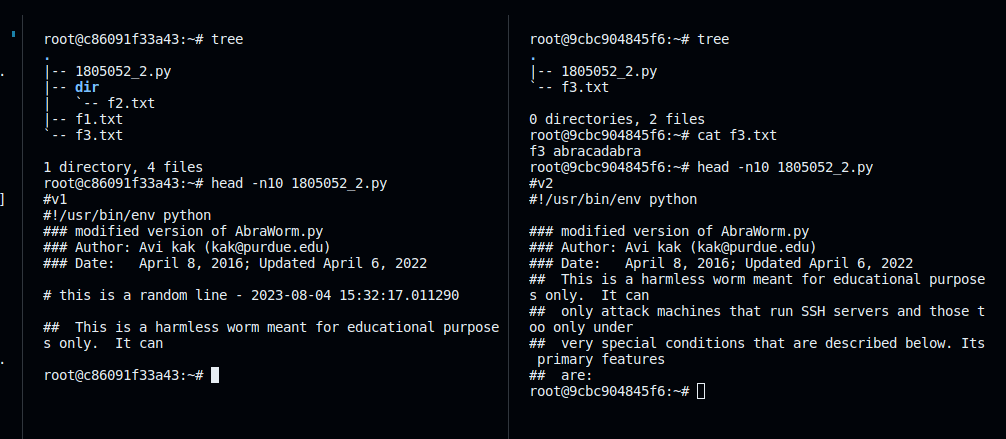 root@c86091f33a43:~# tree
.
|-- 1805052_2.py
|-- dir
|   `-- f2.txt
|-- f1.txt
`-- f3.txt

1 directory, 4 files
root@c86091f33a43:~# head -n10 1805052_2.py
#v1
#!/usr/bin/env python
### modified version of AbraWorm.py
### Author: Avi kak (kak@purdue.edu)
### Date:   April 8, 2016; Updated April 6, 2022

# this is a random line - 2023-08-04 15:32:17.011290

##  This is a harmless worm meant for educational purpose
s only.  It can

root@c86091f33a43:~#
root@9cbc904845f6:~# tree
.
|-- 1805052_2.py
`-- f3.txt

0 directories, 2 files
root@9cbc904845f6:~# cat f3.txt
f3 abracadabra
root@9cbc904845f6:~# head -n10 1805052_2.py
#v2
#!/usr/bin/env python

### modified version of AbraWorm.py
### Author: Avi kak (kak@purdue.edu)
### Date:   April 8, 2016; Updated April 6, 2022
##  This is a harmless worm meant for educational purpose
s only.  It can
##  only attack machines that run SSH servers and those t
oo only under
##  very special conditions that are described below. Its
 primary features
##  are:
root@9cbc904845f6:~#